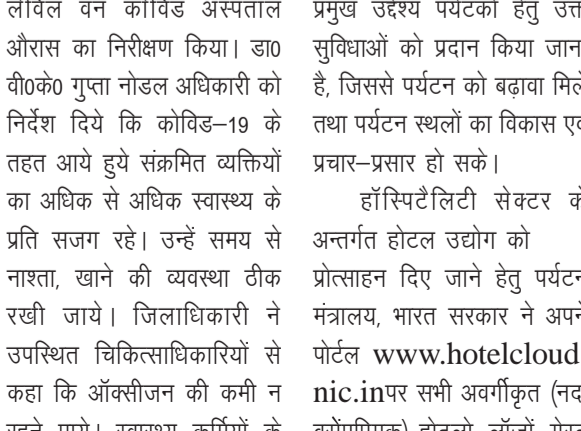 लेविल वन कोविड अस्पताल
औरास का निरीक्षण किया। डा0
वी0के0 गुप्ता नोडल अधिकारी को
निर्देश दिये कि कोविड–19 के
तहत आये हुये संक्रमित व्यक्तियों
का अधिक से अधिक स्वास्थ्य के
प्रति सजग रहे। उन्हें समय से
नाश्ता, खाने की व्यवस्था ठीक
रखी जाये। जिलाधिकारी ने
उपस्थित चिकित्साधिकारियों से
कहा कि ऑक्सीजन की कमी न
रहने पाये। स्वास्थ्य कर्मियों के
प्रमुख उद्देश्य पर्यटकों हेतु उत्त
सुविधाओं को प्रदान किया जान
है, जिससे पर्यटन को बढ़ावा मिले
तथा पर्यटन स्थलों का विकास एव
प्रचार–प्रसार हो सके।
हॉस्पिटैलिटी सेक्टर के
अन्तर्गत होटल उद्योग को
प्रोत्साहन दिए जाने हेतु पर्यटन
मंत्रालय, भारत सरकार ने अपने
पोर्टल www.hotelcloud.
nic.inपर सभी अवर्गीकृत (नद
होटलो, लॉजों, गेस्ट